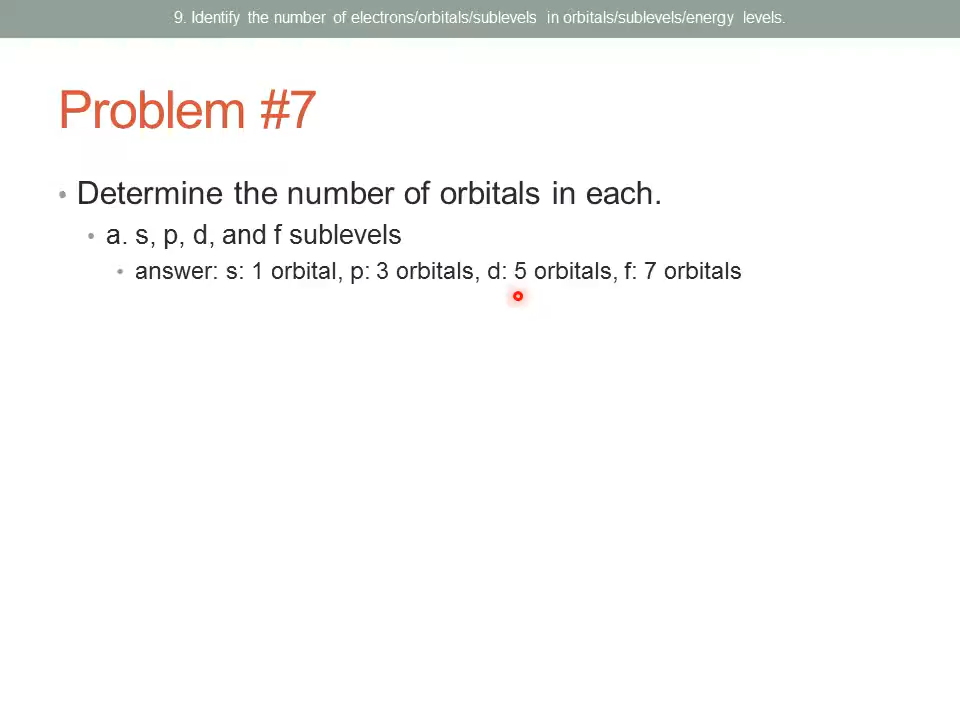 9. Identify the number of electrons/orbitals/sublevels in orbitals/sublevels/energy levels.
Problem #7
• Determine the number of orbitals in each.
• a. s, p, d, and f sublevels
• answer: s: 1 orbital, p: 3 orbitals, d: 5 orbitals, f: 7 orbitals